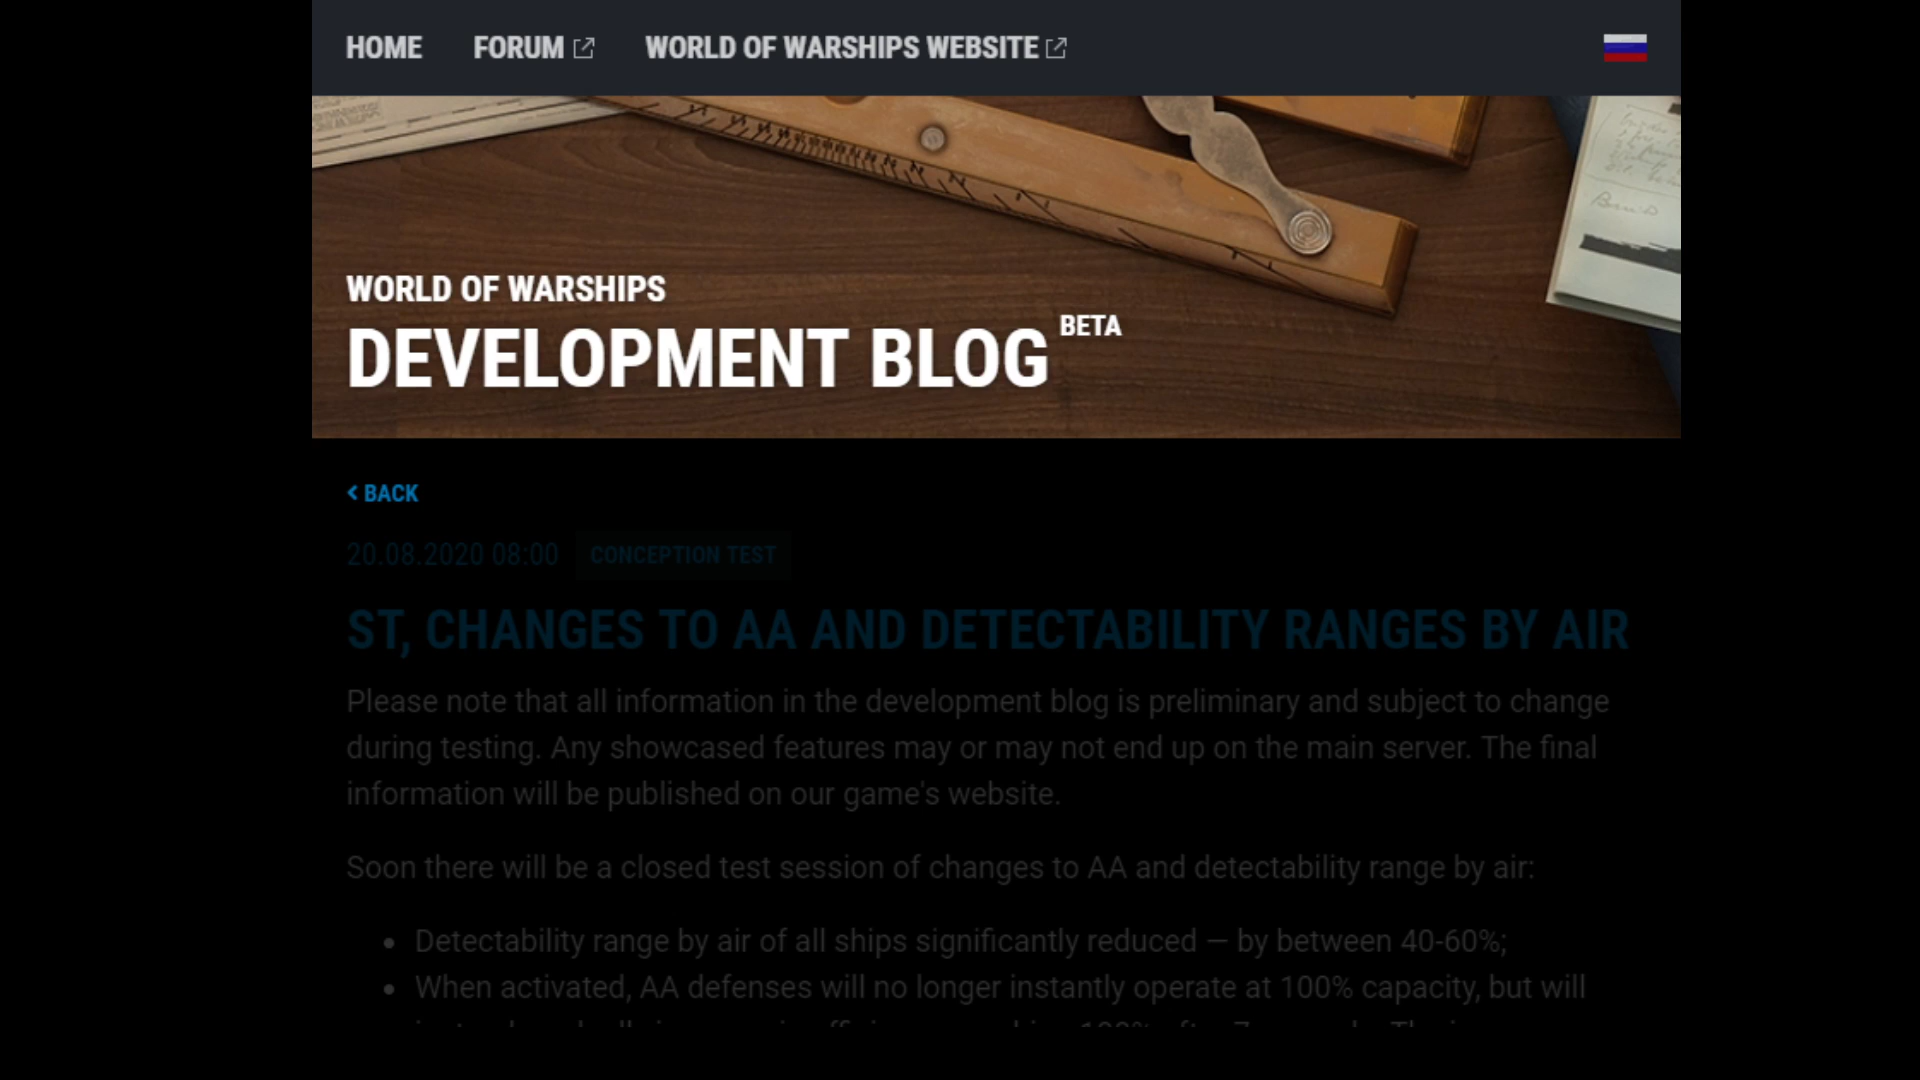 HOME FORUM WORLD OF WARSHIPS WEBSITE
WORLD OF WARSHIPS
DEVELOPMENT BLOG BETA
BACK
20.08.2020 08:00 CONCEPTION TEST
ST, CHANGES TO AA AND DETECTABILITY RANGES BY AIR
Please note that all information in the development blog is preliminary and subject to change
during testing. Any showcased features may or may not end up on the main server. The final
information will be published on our game's website.
Soon there will be a closed test session of changes to AA and detectability range by air:
• Detectability range by air of all ships significantly reduced — by between 40-60%;
• When activated, AA defenses will no longer instantly operate at 100% capacity, but will